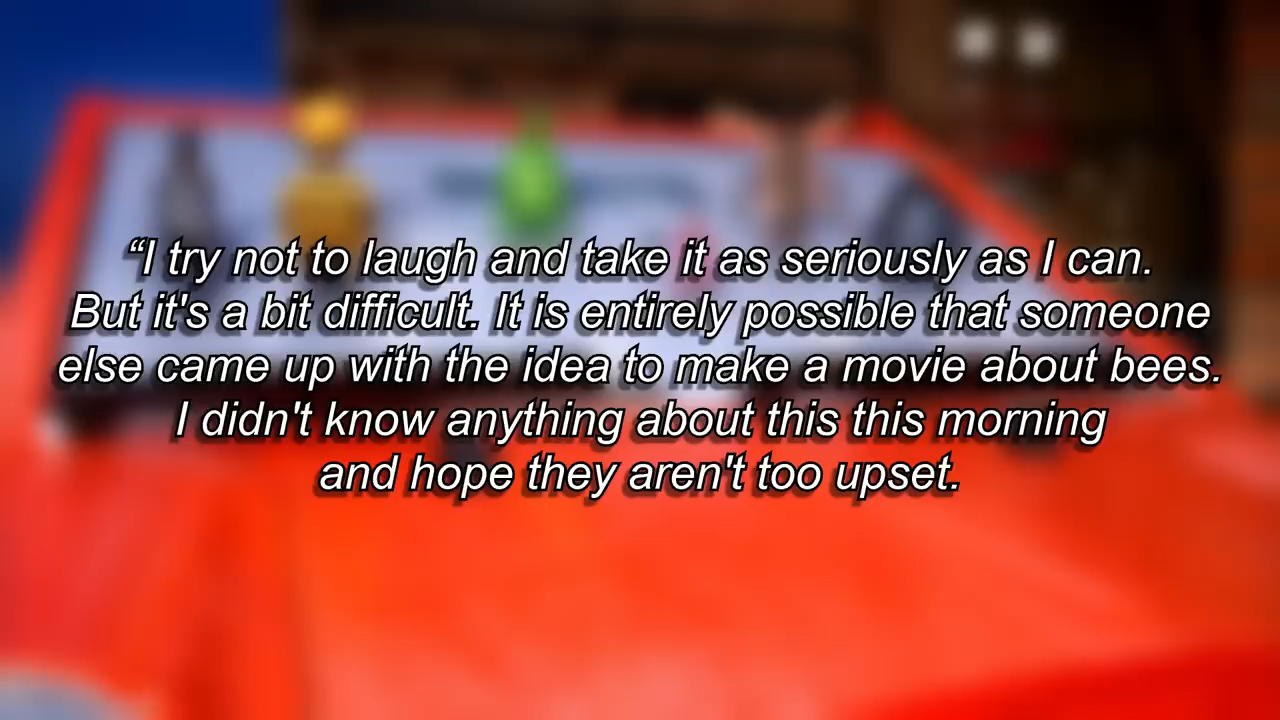 “I try not to laugh and take it as seriously as I can.
But it's a bit difficult. It is entirely possible that someone
else came up with the idea to make a movie about bees.
I didn't know anything about this this morning
and hope they aren't too upset.